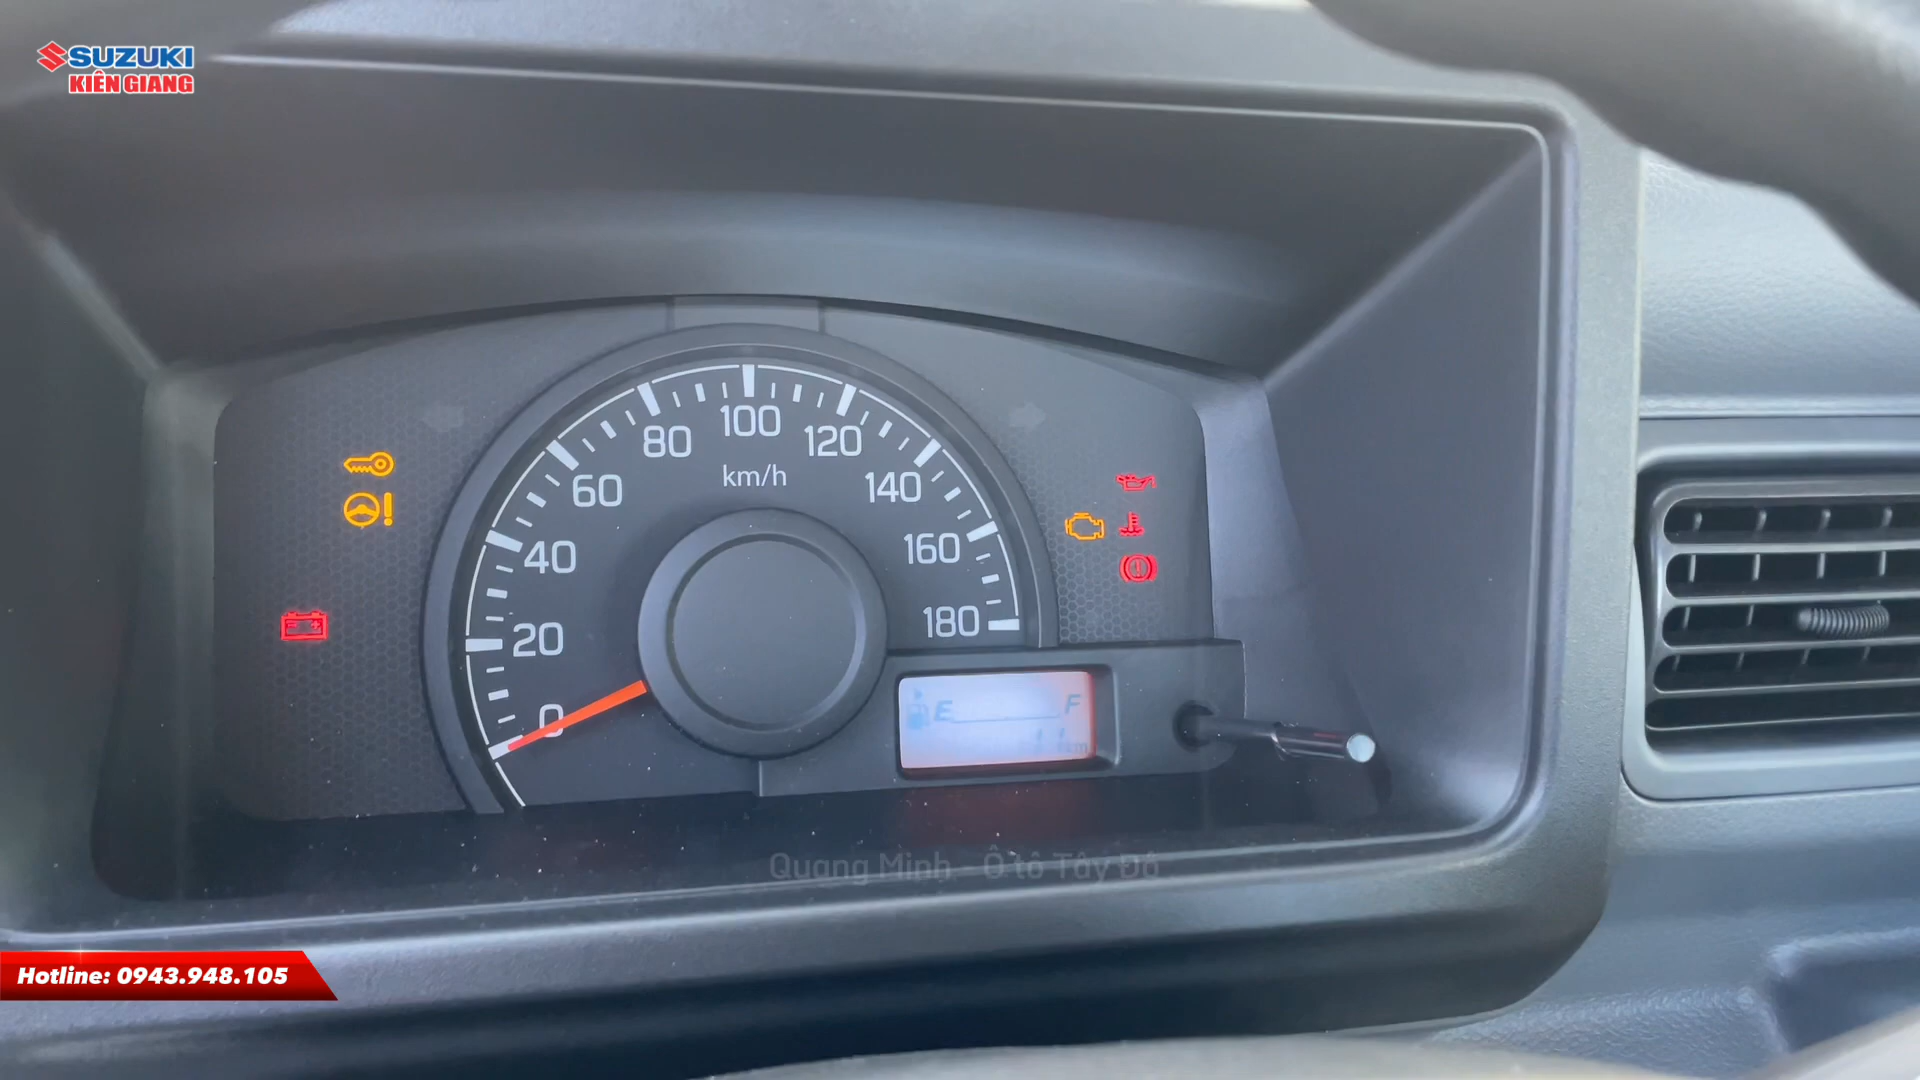 SUZUKI
KIÊN GIANG
100
80
120
km/h
60
140
40
160
20
180
0
E F
km
Quang Minh - Ô tô Tây Đô
Hotline: 0943.948.105